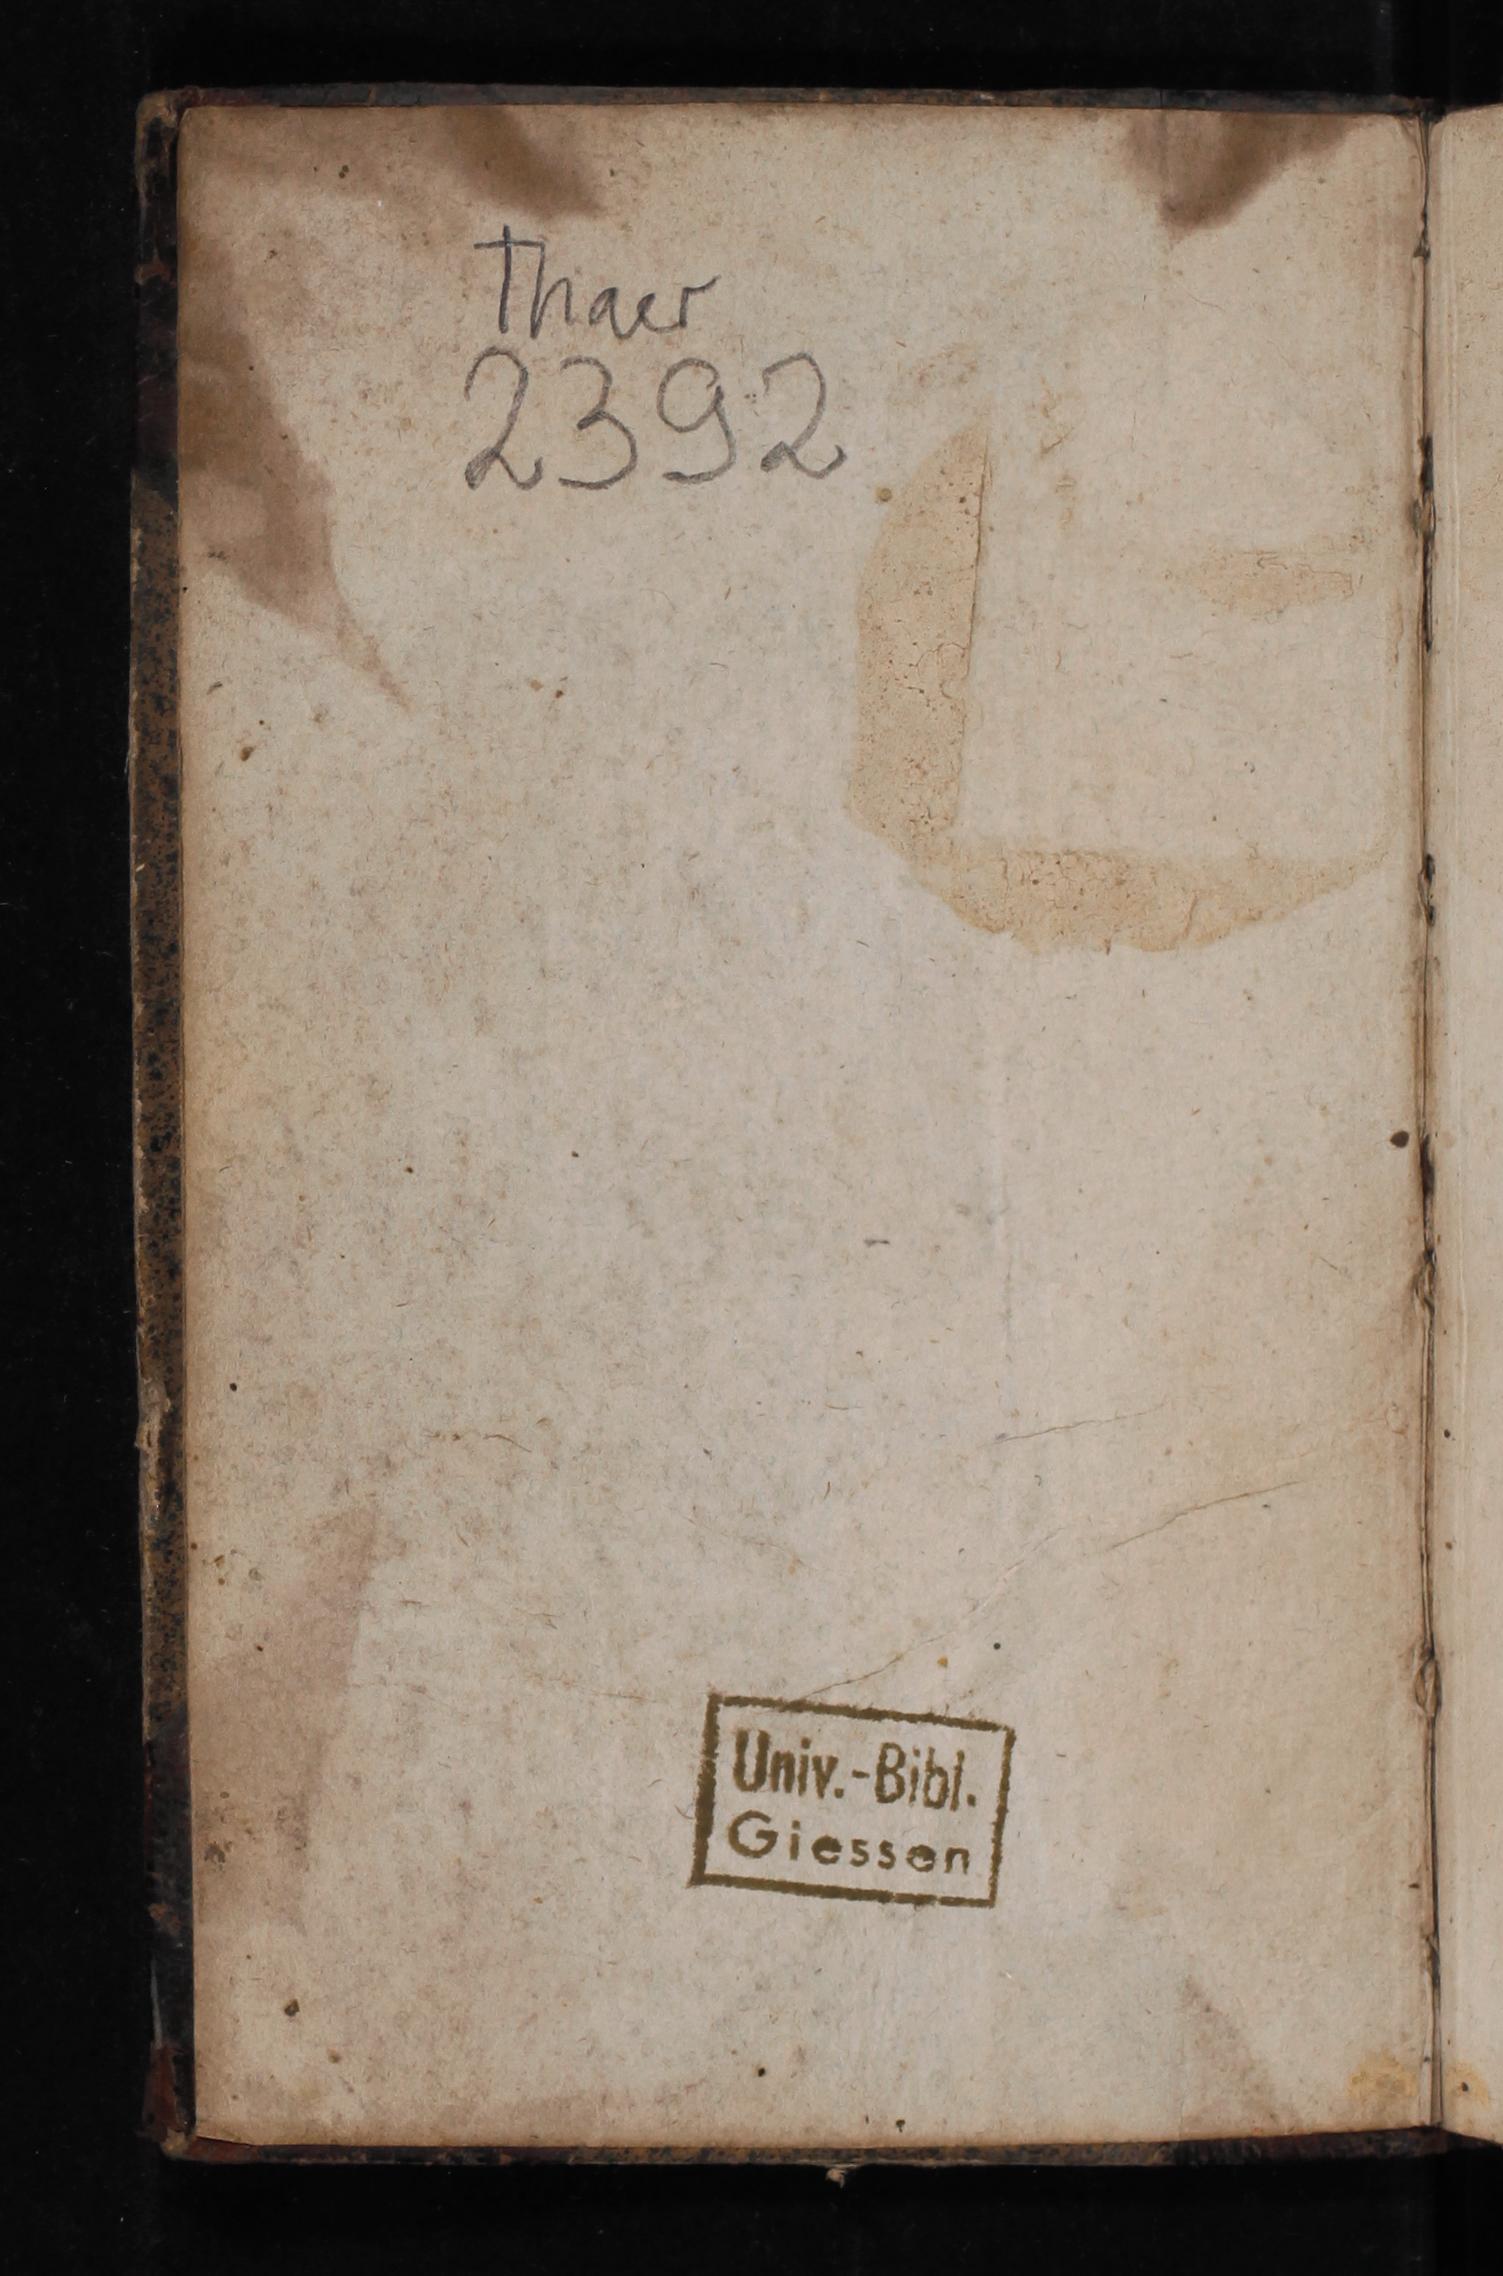 Thaer
2392
Univ.-Bibl.
Giessen